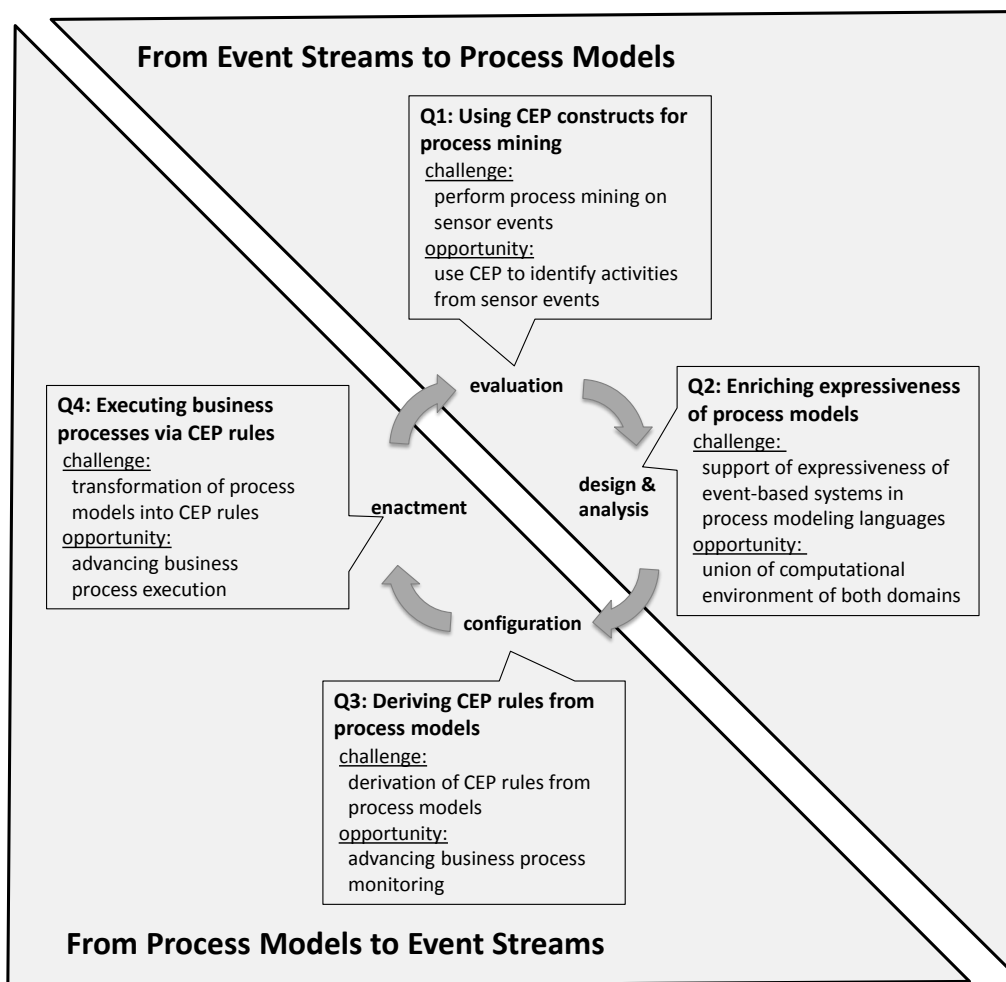 From Event Streams to Process Models
Q1: Using CEP constructs for
process mining
challenge:
perform process mining on
sensor events
opportunity:
use CEP to identify activities
from sensor events
evaluation
Q2: Enriching expressiveness
of process models
challenge:
support of expressiveness of
event-based systems in
process modeling languages
opportunity:
union of computational
environment of both domains
design &
analysis
Q4: Executing business
processes via CEP rules
challenge:
transformation of process
models into CEP rules
opportunity:
advancing business
process execution
enactment
configuration
Q3: Deriving CEP rules from
process models
challenge:
derivation of CEP rules from
process models
opportunity:
advancing business process
monitoring
From Process Models to Event Streams